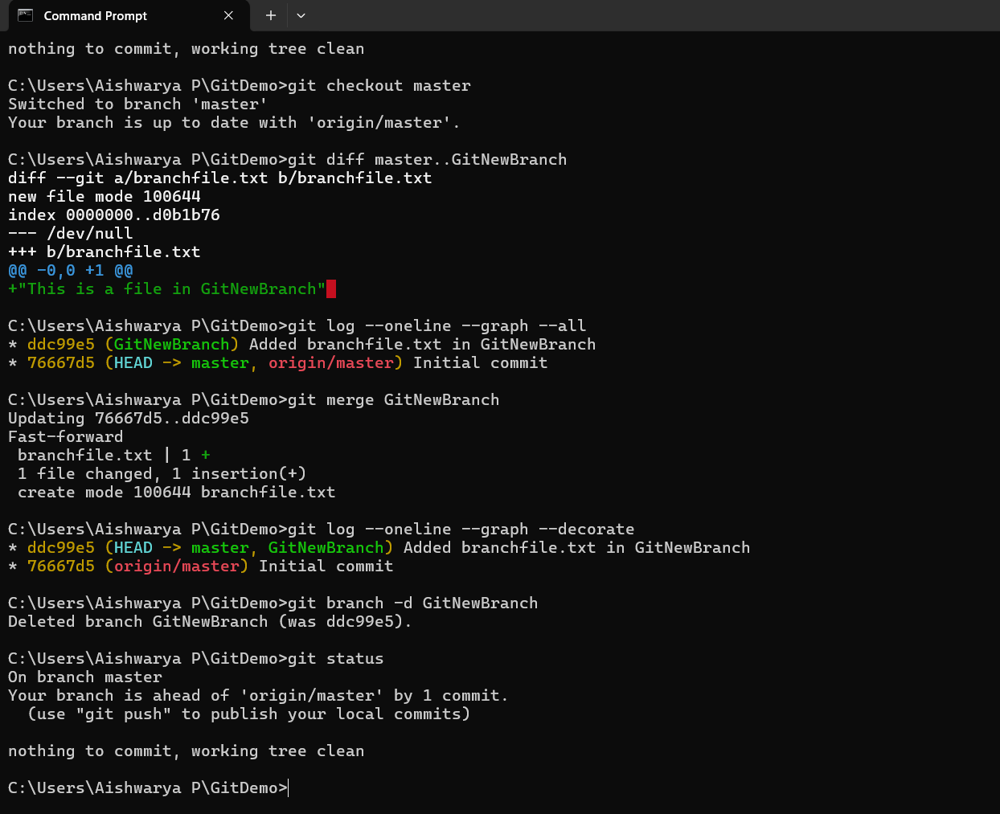 Command Prompt
nothing to commit, working tree clean
C:\Users\Aishwarya P\GitDemo>git checkout master
Switched to branch 'master'
Your branch is up to date with 'origin/master'.
C:\Users\Aishwarya P\GitDemo>git diff master..GitNewBranch
diff --git a/branchfile.txt b/branchfile.txt
new file mode 100644
index 0000000..d0b1b76
--- /dev/null
+++ b/branchfile.txt
@@ -0,0 +1 @@
+"This is a file in GitNewBranch"
C:\Users\Aishwarya P\GitDemo>git log --oneline --graph --all
* ddc99e5 (GitNewBranch) Added branchfile.txt in GitNewBranch
* 76667d5 (HEAD -> master, origin/master) Initial commit
C:\Users\Aishwarya P\GitDemo>git merge GitNewBranch
Updating 76667d5..ddc99e5
Fast-forward
 branchfile.txt | 1 +
 1 file changed, 1 insertion(+)
 create mode 100644 branchfile.txt
C:\Users\Aishwarya P\GitDemo>git log --oneline --graph --decorate
* ddc99e5 (HEAD -> master, GitNewBranch) Added branchfile.txt in GitNewBranch
* 76667d5 (origin/master) Initial commit
C:\Users\Aishwarya P\GitDemo>git branch -d GitNewBranch
Deleted branch GitNewBranch (was ddc99e5).
C:\Users\Aishwarya P\GitDemo>git status
On branch master
Your branch is ahead of 'origin/master' by 1 commit.
  (use "git push" to publish your local commits)
nothing to commit, working tree clean
C:\Users\Aishwarya P\GitDemo>